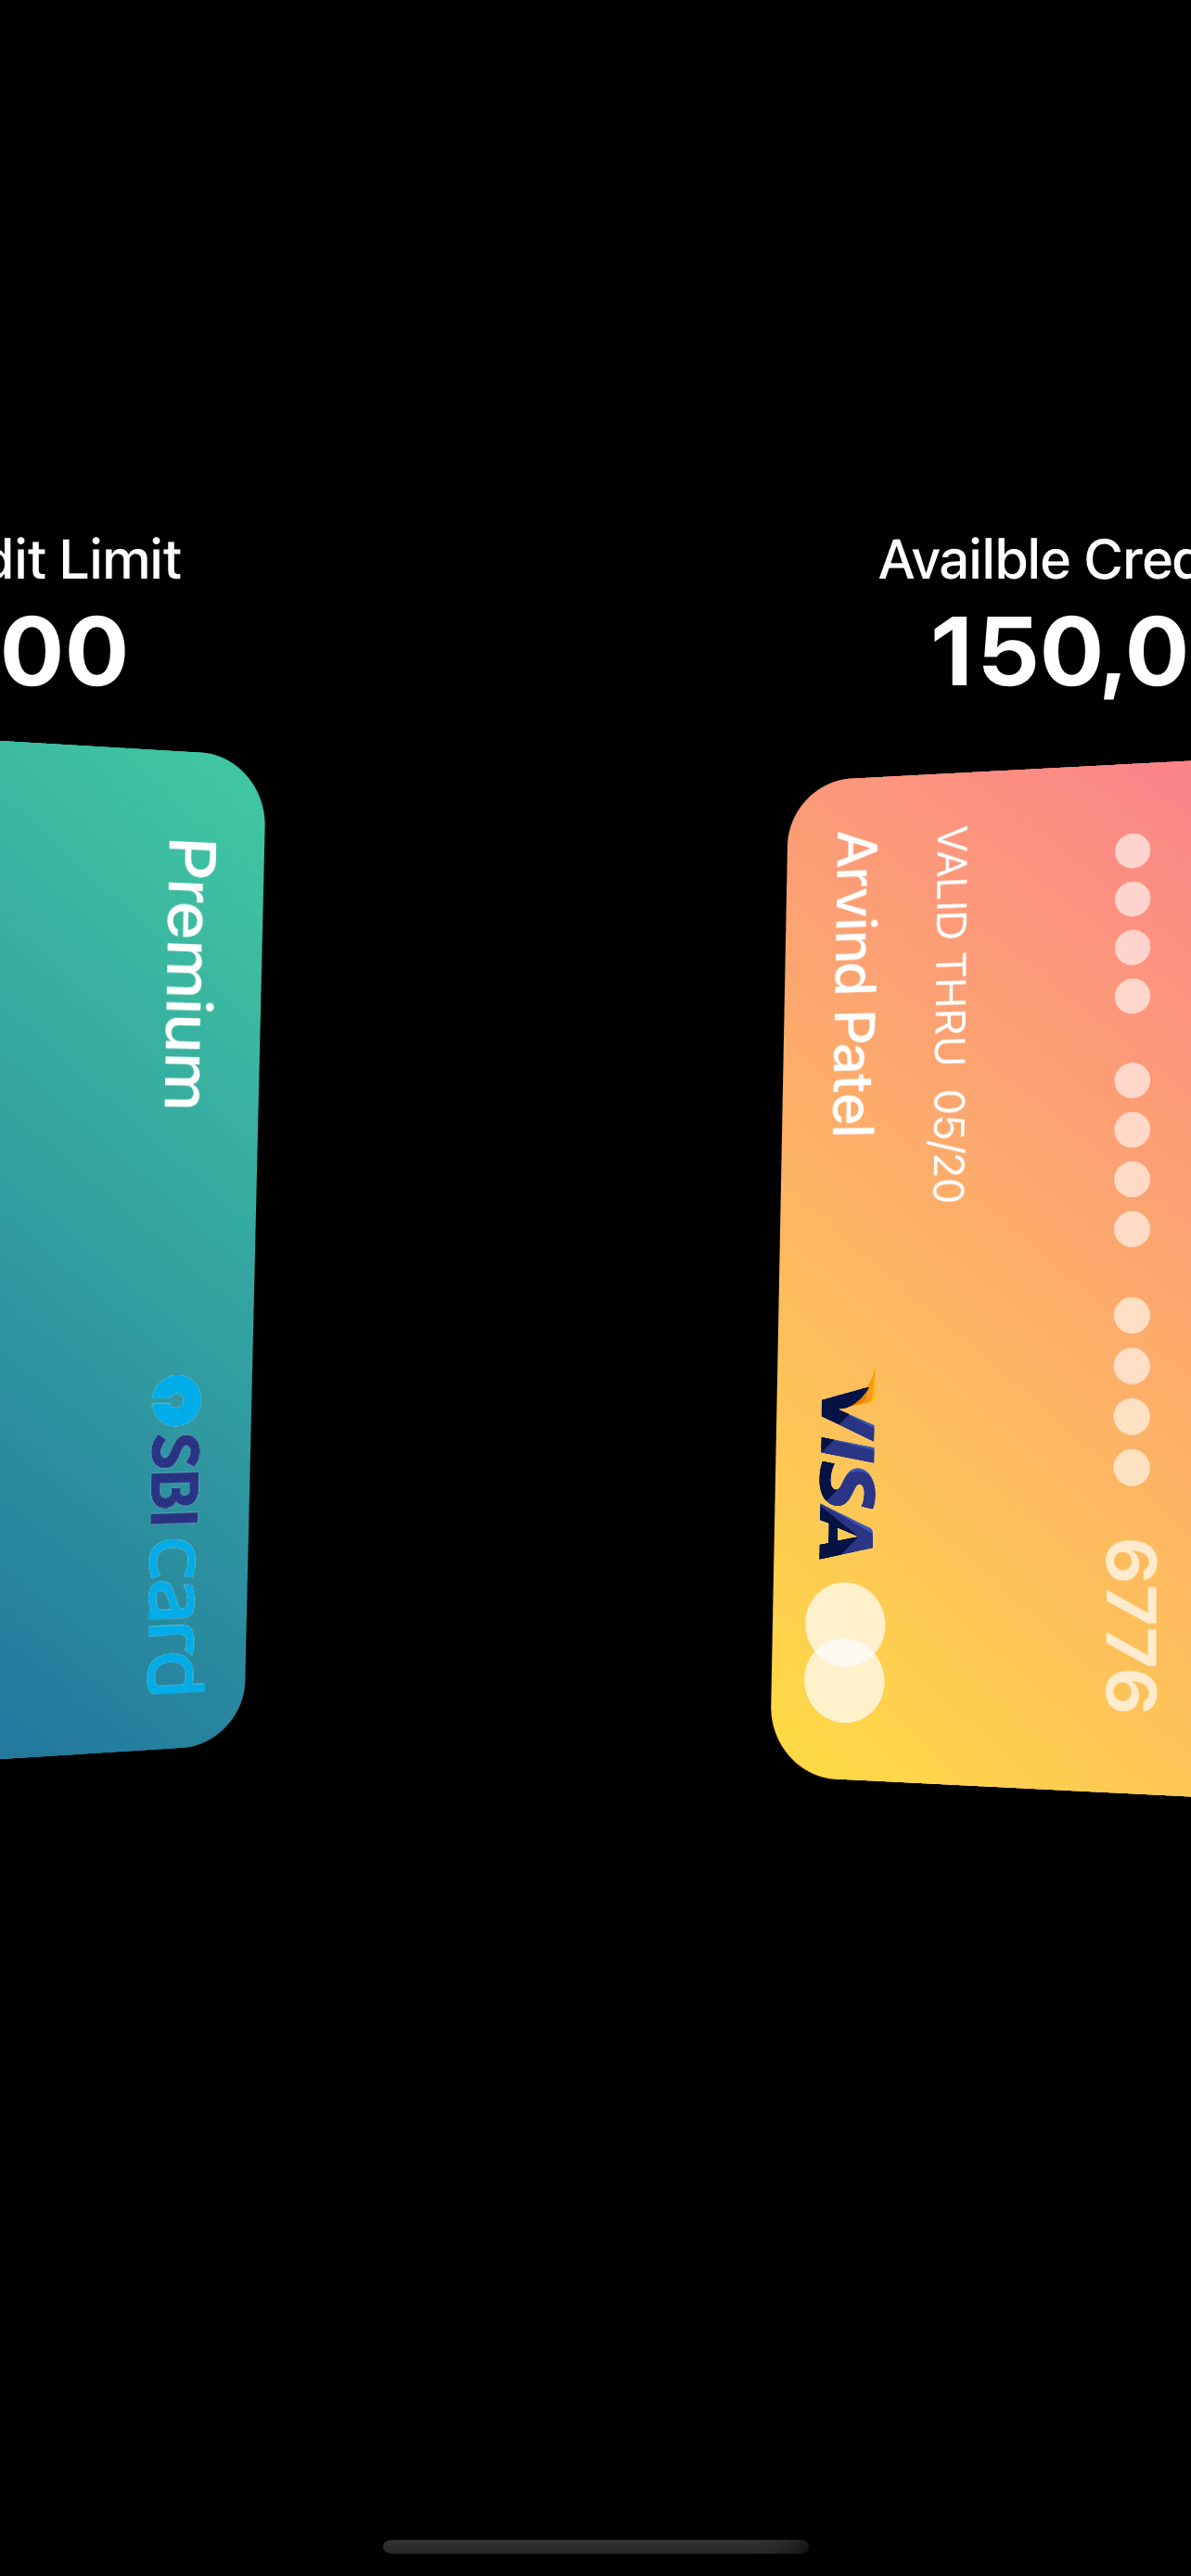 dit Limit
00
Premium
SBI card
Availble Cred
150,0
6776
VALID THRU 05/20
Arvind Patel
VISA